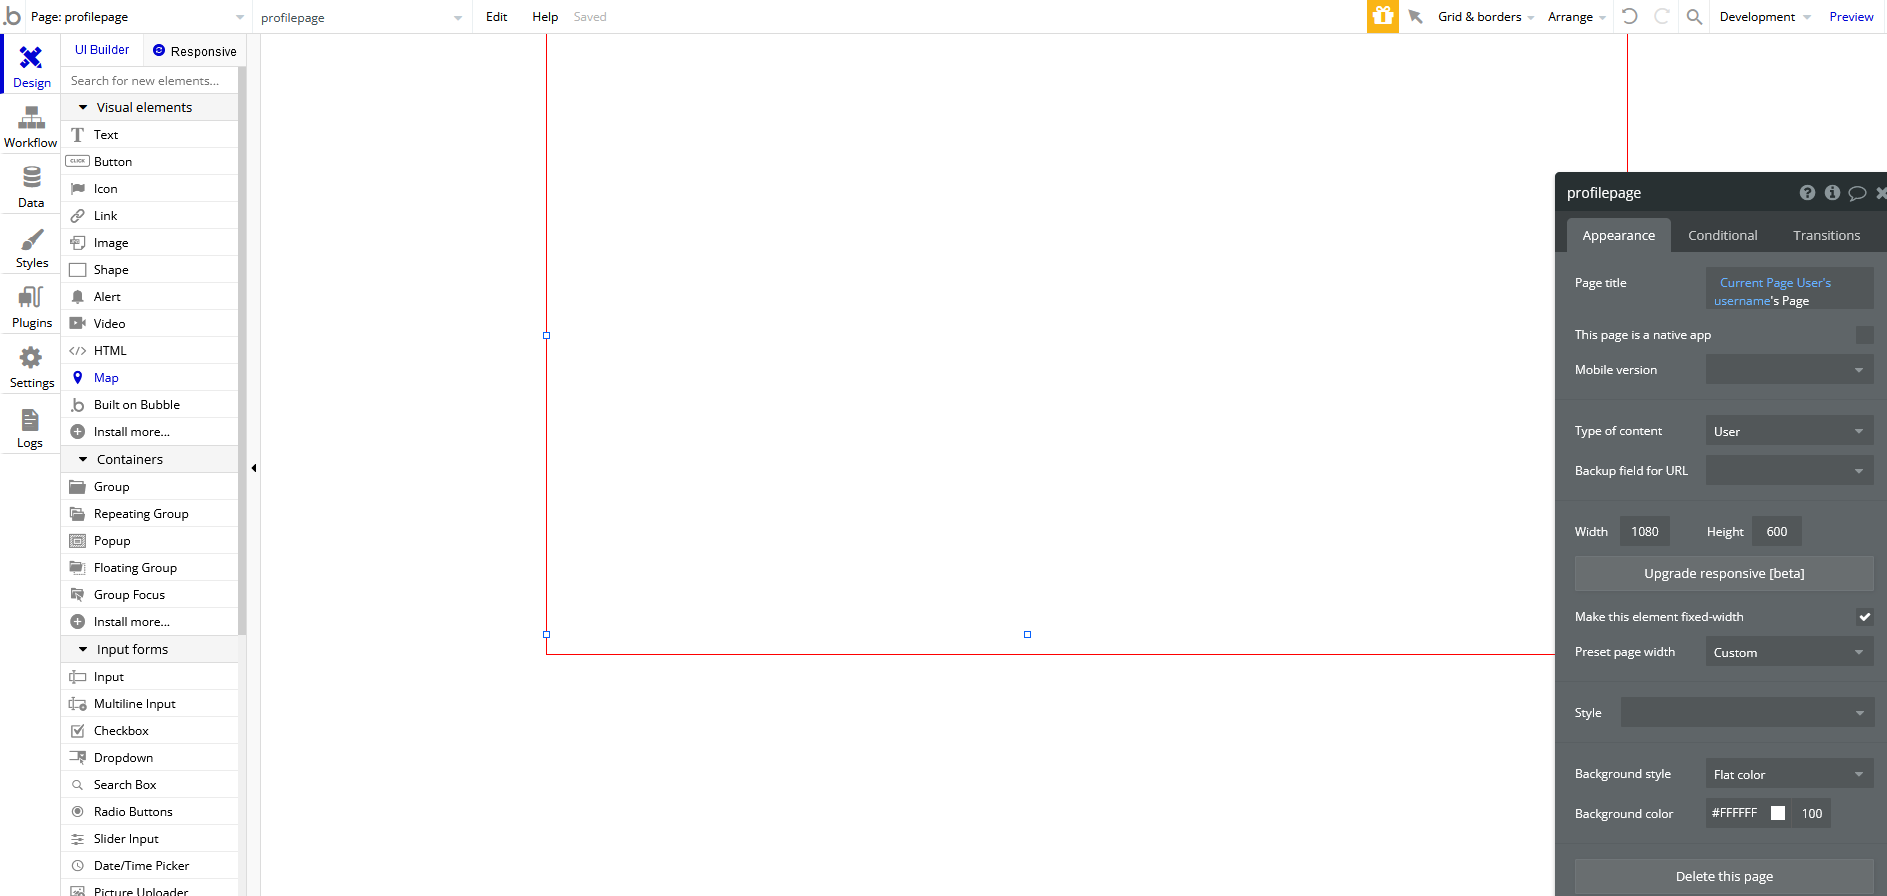 Page: profilepage
profilepage
Edit
Help
Saved
Grid & borders
Arrange
Development
Preview
Design
Workflow
Data
Styles
Plugins
Settings
Logs
UI Builder
Responsive
Search for new elements...
Visual elements
Text
CLICK
Button
Icon
Link
Image
Shape
Alert
Video
HTML
Map
Built on Bubble
Install more...
Containers
Group
Repeating Group
Popup
Floating Group
Group Focus
Install more...
Input forms
Input
Multiline Input
Checkbox
Dropdown
Search Box
Radio Buttons
Slider Input
Date/Time Picker
Picture Uploader
profilepage
Appearance
Conditional
Transitions
Page title
Current Page User's
username's Page
This page is a native app
Mobile version
Type of content
User
Backup field for URL
Width
1080
Height
600
Upgrade responsive [beta]
Make this element fixed-width
Preset page width
Custom
Style
Background style
Flat color
Background color
#FFFFFF
100
Delete this page